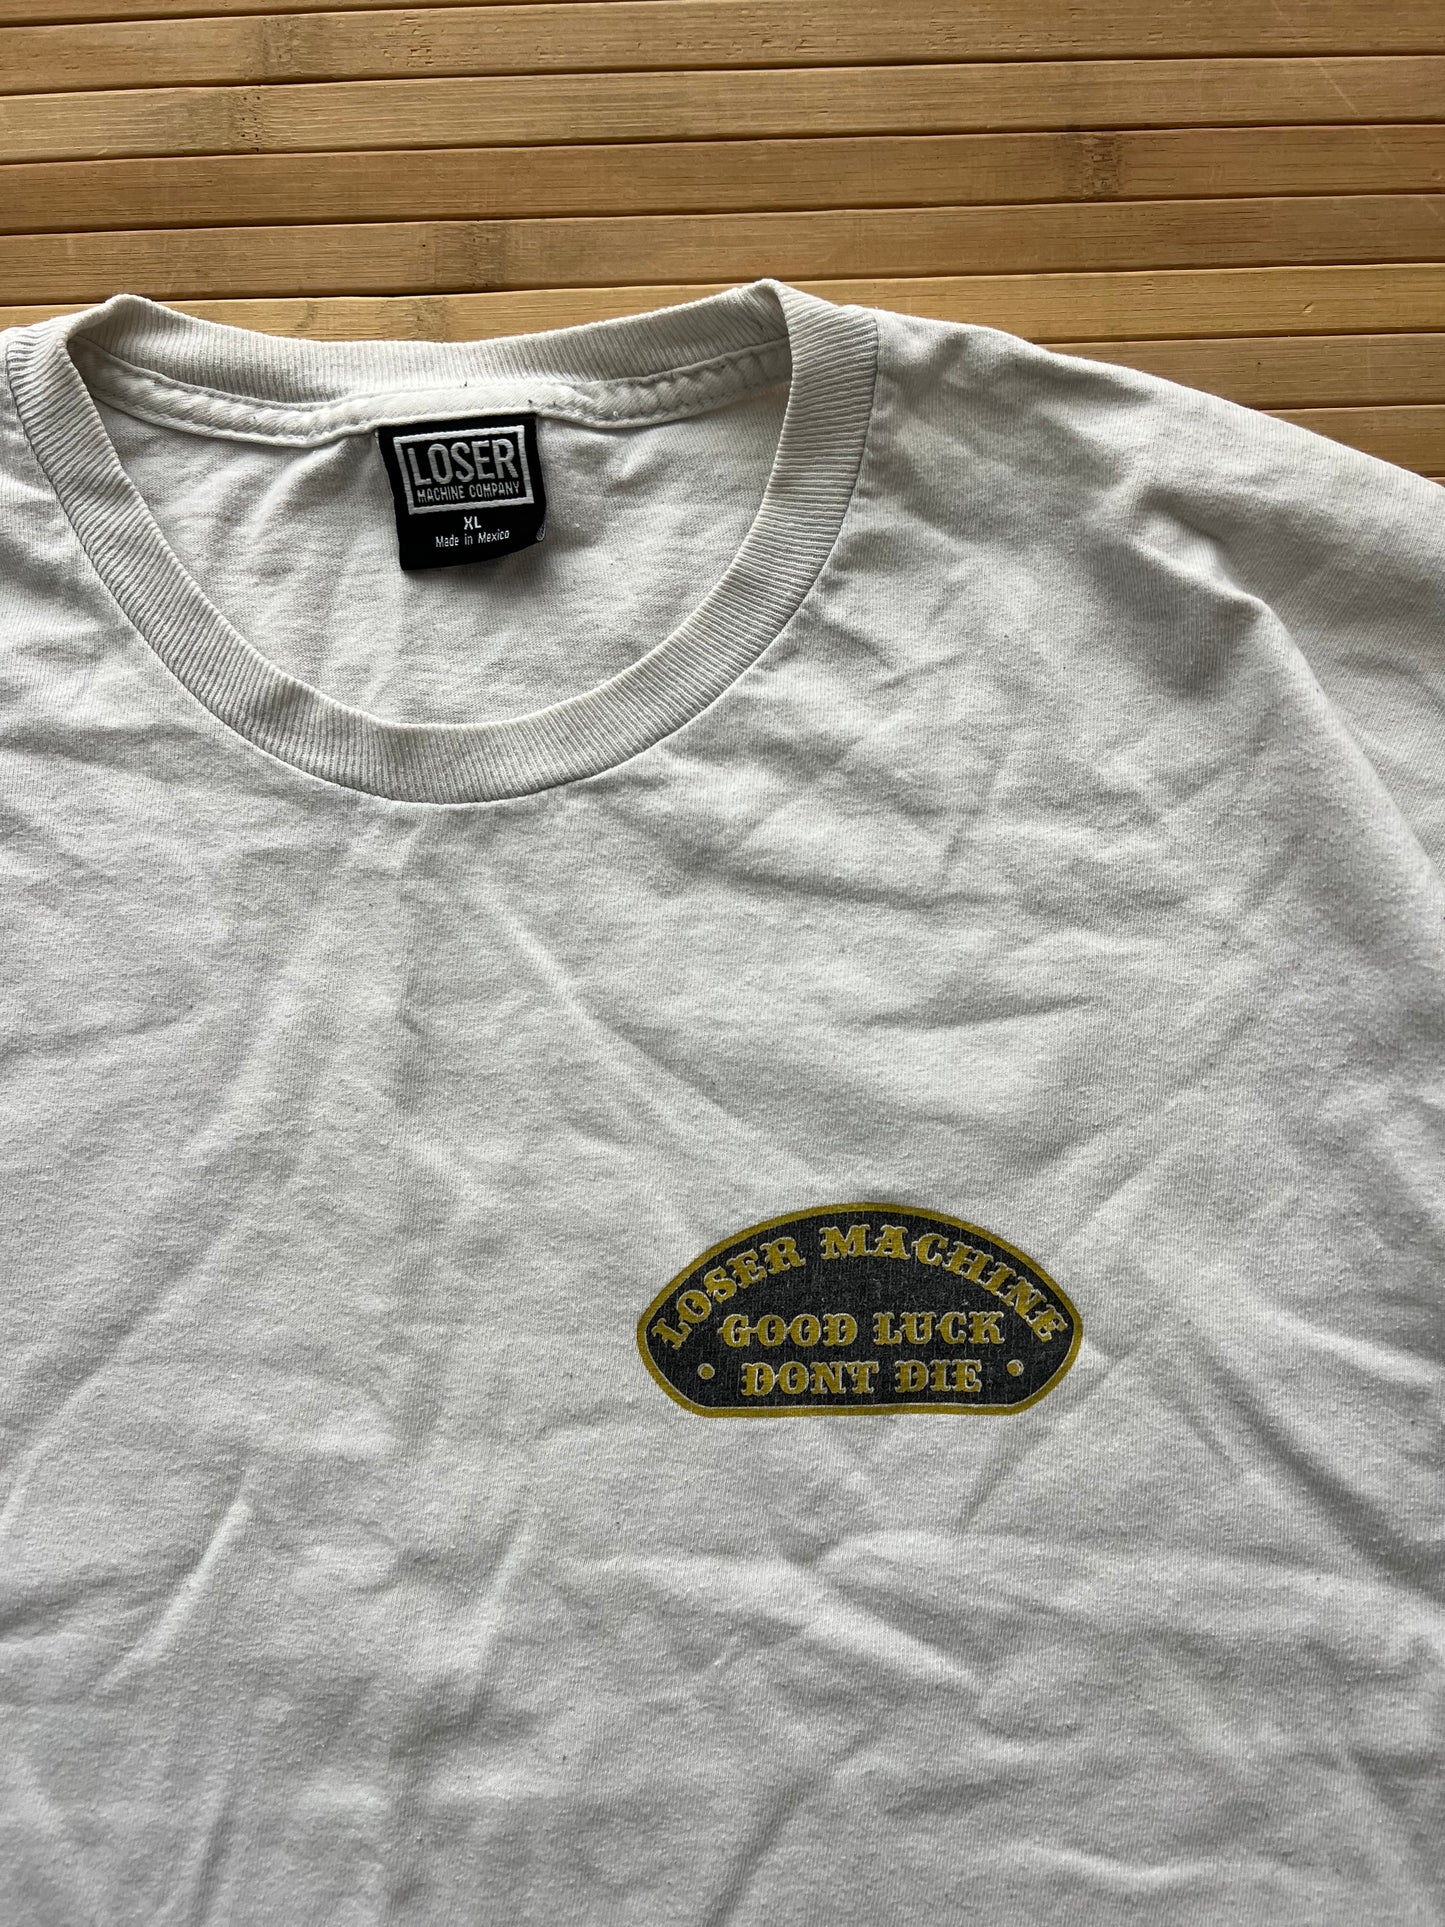 LOSER
MACHINE COMPANY
XL
Made in Mexico
LOSER MACHINE
GOOD LUCK
• DONT DIE •